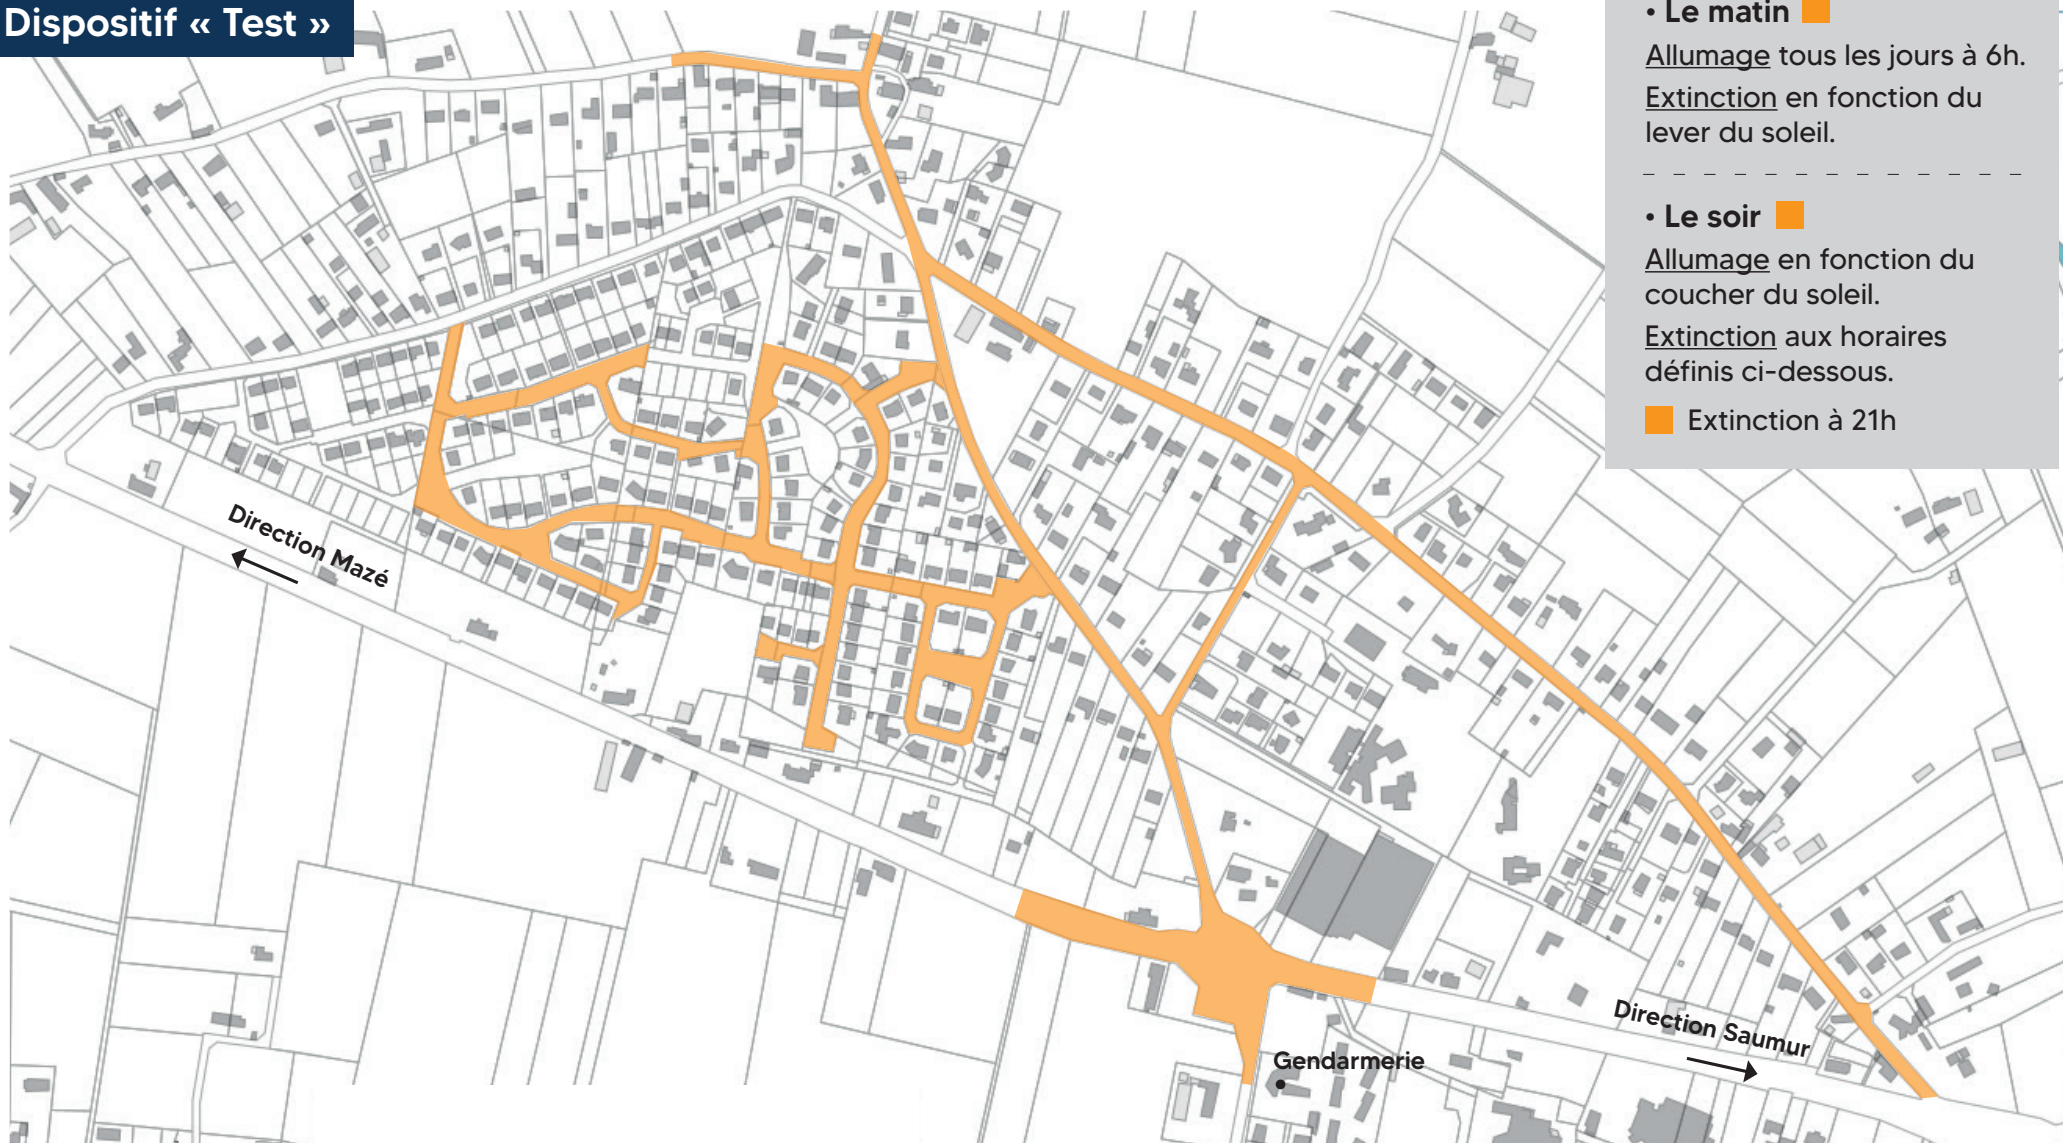 Dispositif « Test »
• Le matin
Allumage tous les jours à 6h.
Extinction en fonction du
lever du soleil.
• Le soir
Allumage en fonction du
coucher du soleil.
Extinction aux horaires
définis ci-dessous.
Extinction à 21h
Direction Mazé
Direction Saumur
Gendarmerie